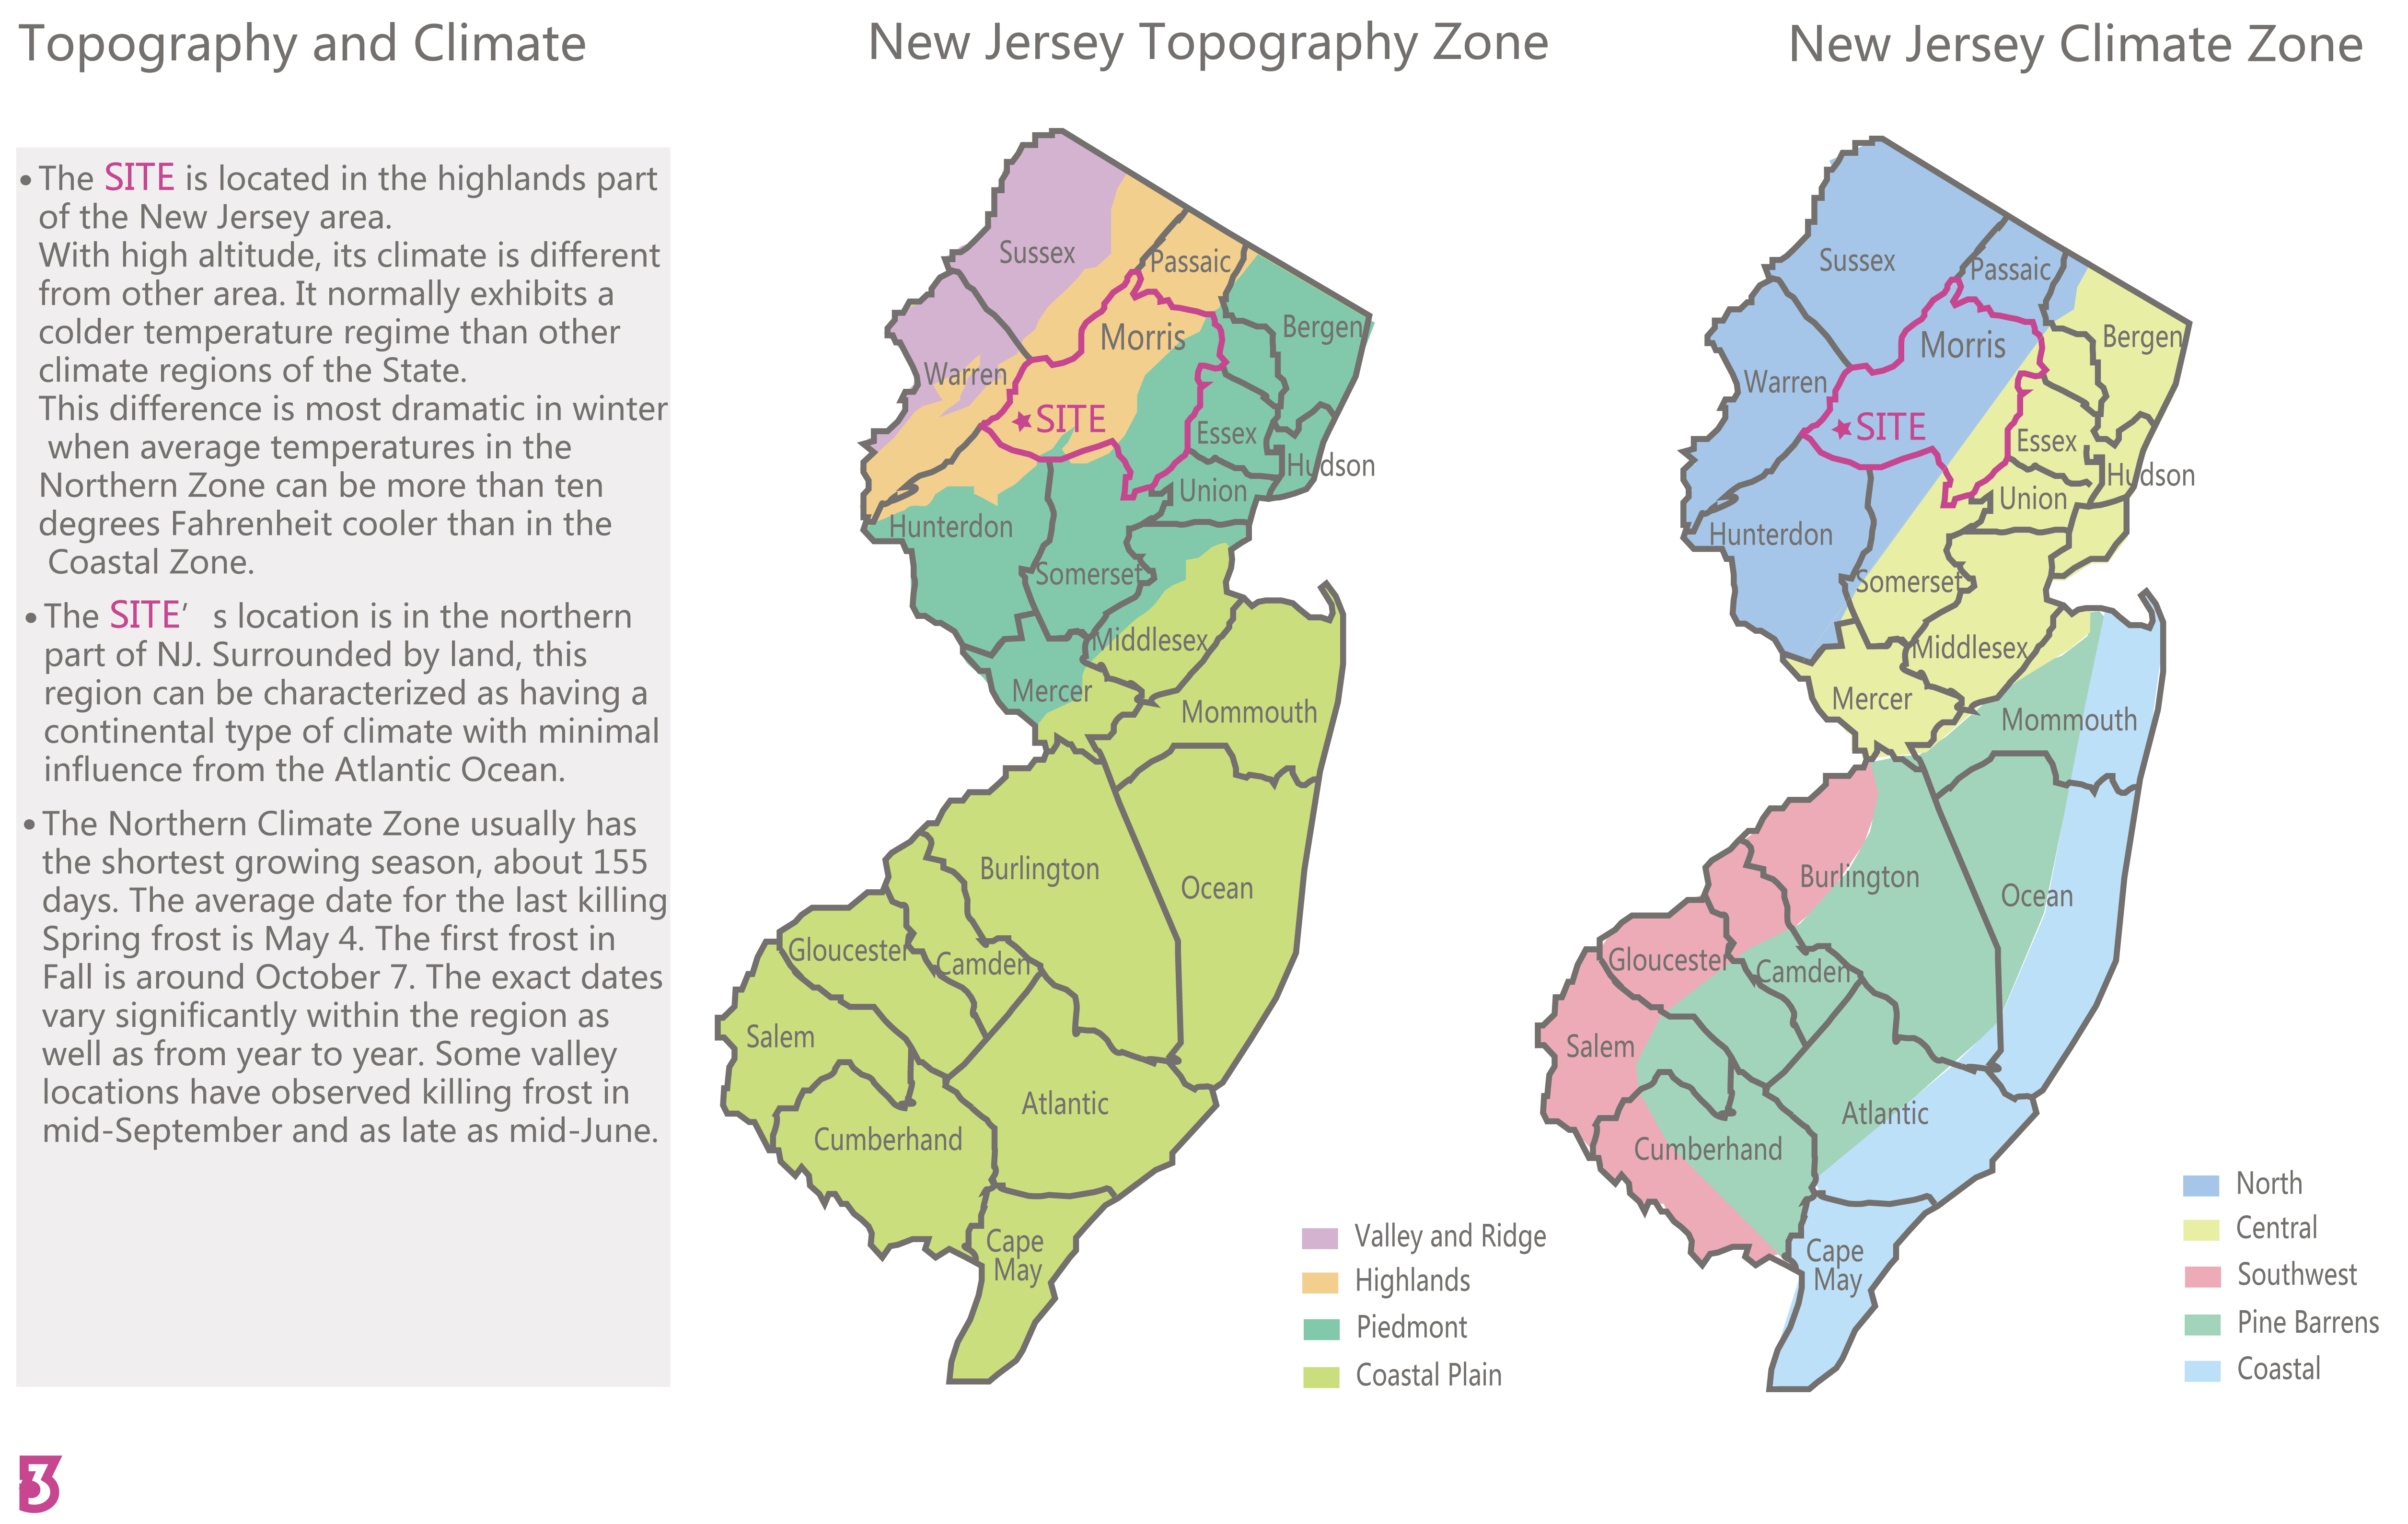 Topography and Climate
New Jersey Topography Zone
New Jersey Climate Zone
• The SITE is located in the highlands part
of the New Jersey area.
With high altitude, its climate is different
from other area. It normally exhibits a
colder temperature regime than other
climate regions of the State.
This difference is most dramatic in winter
when average temperatures in the
Northern Zone can be more than ten
degrees Fahrenheit cooler than in the
Coastal Zone.
• The SITE’ s location is in the northern
part of NJ. Surrounded by land, this
region can be characterized as having a
continental type of climate with minimal
influence from the Atlantic Ocean.
• The Northern Climate Zone usually has
the shortest growing season, about 155
days. The average date for the last killing
Spring frost is May 4. The first frost in
Fall is around October 7. The exact dates
vary significantly within the region as
well as from year to year. Some valley
locations have observed killing frost in
mid-September and as late as mid-June.
Sussex
Passaic
Bergen
Morris
Warren
SITE
Essex
Hudson
Union
Hunterdon
Somerset
Middlesex
Mercer
Mommouth
Burlington
Ocean
Gloucester
Camden
Salem
Atlantic
Cumberhand
Cape
May
Valley and Ridge
Highlands
Piedmont
Coastal Plain
Sussex
Passaic
Bergen
Morris
Warren
SITE
Essex
Hudson
Union
Hunterdon
Somerset
Middlesex
Mercer
Mommouth
Burlington
Ocean
Gloucester
Camden
Salem
Atlantic
Cumberhand
Cape
May
North
Central
Southwest
Pine Barrens
Coastal
3